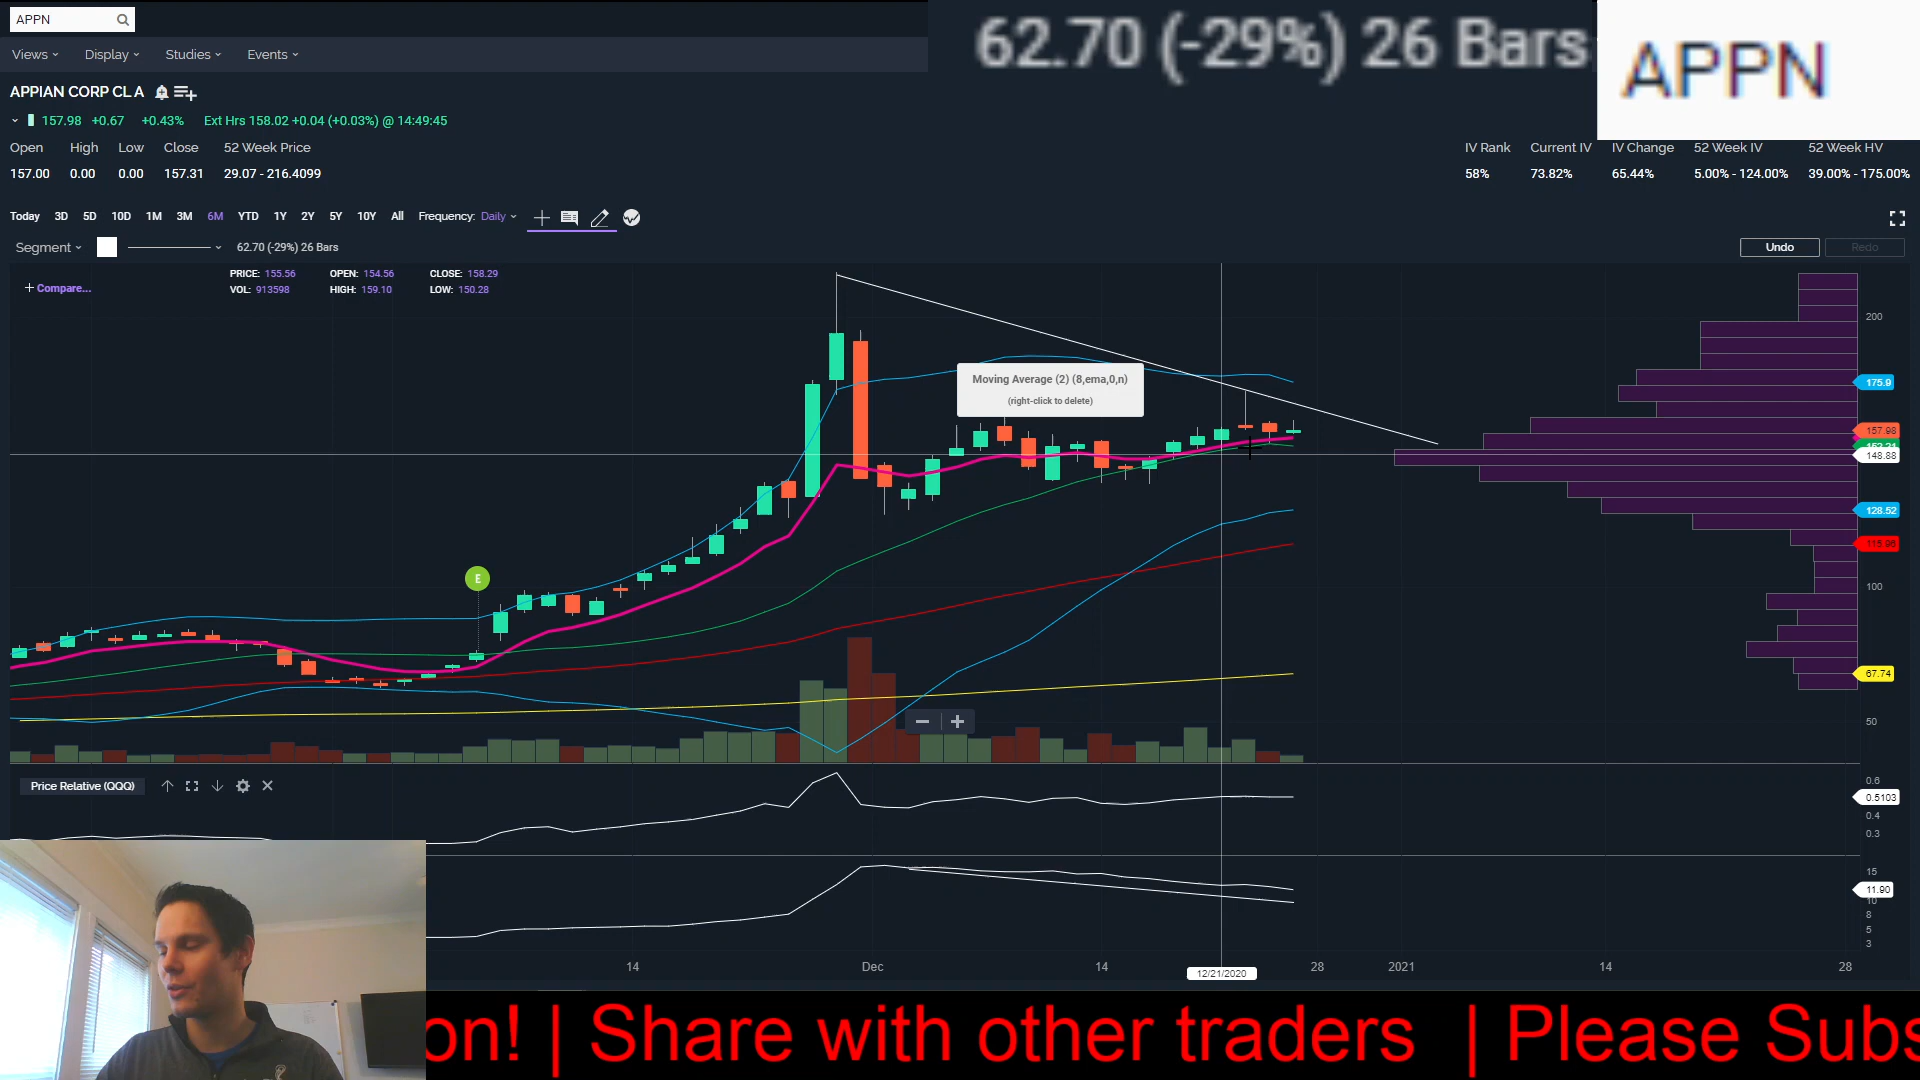 APPN
62.70 (-29%) 26 Bars
APPN
Views Display Studies Events
APPIAN CORP CL A
157.98 +0.67 +0.43% Ext Hrs 158.02 +0.04 (+0.03%) @ 14:49:45
Open High Low Close 52 Week Price
157.00 0.00 0.00 157.31 29.07 - 216.4099
IV Rank Current IV IV Change 52 Week IV 52 Week HV
58% 73.82% 65.44% 5.00% - 124.00% 39.00% - 175.00%
Today 3D 5D 10D 1M 3M 6M YTD 1Y 2Y 5Y 10Y All Frequency: Daily
Segment 62.70 (-29%) 26 Bars Undo Redo
PRICE: 155.56 OPEN: 154.56 CLOSE: 158.29
+ Compare...
VOL: 913598 HIGH: 159.10 LOW: 150.28
200
Moving Average (2) (8,ema,0,n)
(right-click to delete)
175.9
157.98
148.88
128.52
115.96
E
100
67.74
50
Price Relative (QQQ)
0.6
0.5103
0.4
0.3
15
11.90
10
8
5
3
14 Dec 14 12/21/2020 28 2021 14 28
on! | Share with other traders | Please Subs